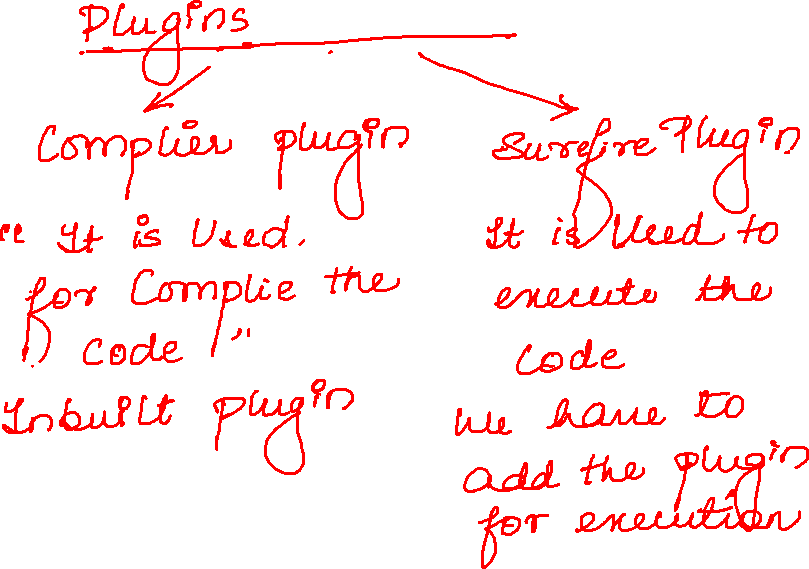 Plugins
Complier plugin
"It is Used.
for Complie the
code"
Inbuilt plugin
Surefire Plugin
It is Used to
execute the
code
we have to
add the plugin
for execution